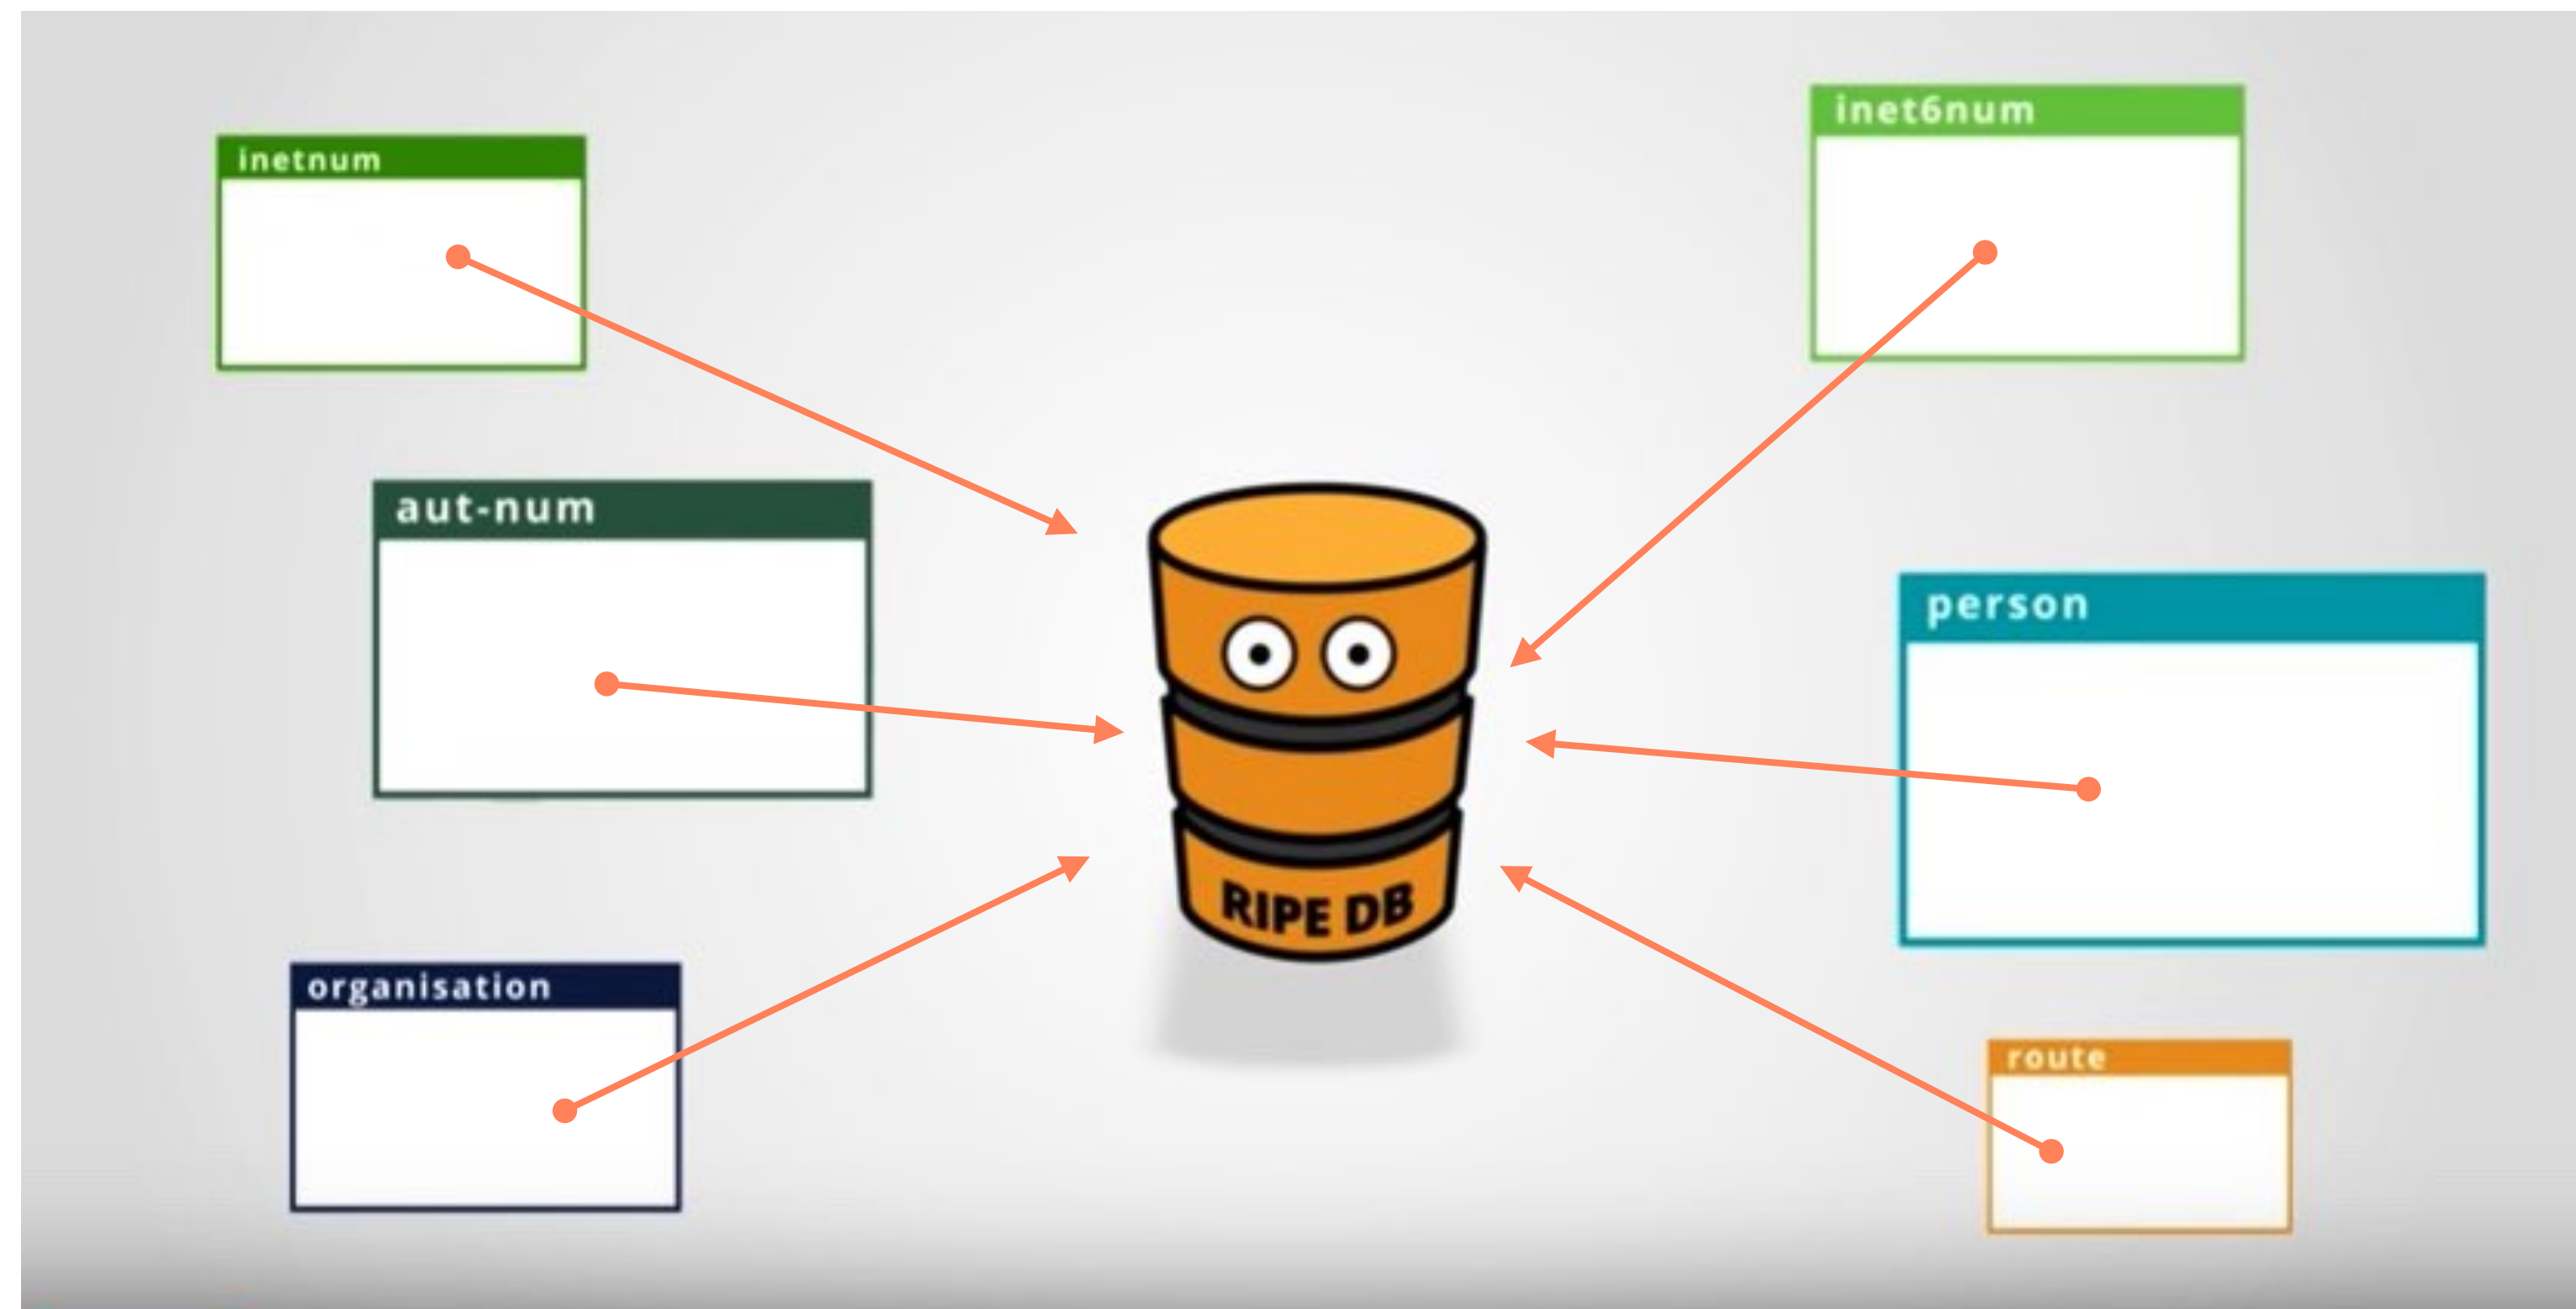 inetnum
inet6num
aut-num
person
RIPE DB
organisation
route